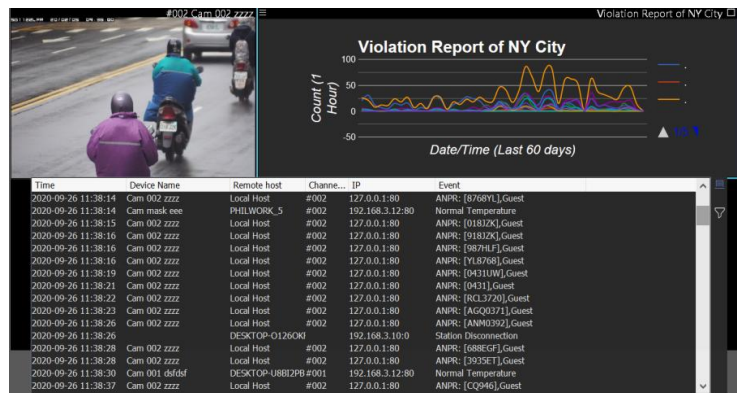 #002 Cam 002 zzzz
Violation Report of NY City
Violation Report of NY City
Count (1 Hour)
100
50
0
-50
Date/Time (Last 60 days)
Time Device Name Remote host Channe... IP Event
2020-09-26 11:38:14 Cam 002 zzzz Local Host #002 127.0.0.1:80 ANPR: [8768YL],Guest
2020-09-26 11:38:14 Cam mask eee PHILWORK_5 #002 192.168.3.12:80 Normal Temperature
2020-09-26 11:38:15 Cam 002 zzzz Local Host #002 127.0.0.1:80 ANPR: [018JZK],Guest
2020-09-26 11:38:16 Cam 002 zzzz Local Host #002 127.0.0.1:80 ANPR: [918JZK],Guest
2020-09-26 11:38:16 Cam 002 zzzz Local Host #002 127.0.0.1:80 ANPR: [987HLF],Guest
2020-09-26 11:38:16 Cam 002 zzzz Local Host #002 127.0.0.1:80 ANPR: [YL8768],Guest
2020-09-26 11:38:19 Cam 002 zzzz Local Host #002 127.0.0.1:80 ANPR: [0431UW],Guest
2020-09-26 11:38:21 Cam 002 zzzz Local Host #002 127.0.0.1:80 ANPR: [0431],Guest
2020-09-26 11:38:22 Cam 002 zzzz Local Host #002 127.0.0.1:80 ANPR: [RCL3720],Guest
2020-09-26 11:38:23 Cam 002 zzzz Local Host #002 127.0.0.1:80 ANPR: [AGQ0371],Guest
2020-09-26 11:38:26 Cam 002 zzzz Local Host #002 127.0.0.1:80 ANPR: [ANM0392],Guest
2020-09-26 11:38:26 DESKTOP-O126OKI 192.168.3.10:0 Station Disconnection
2020-09-26 11:38:28 Cam 002 zzzz Local Host #002 127.0.0.1:80 ANPR: [688EGF],Guest
2020-09-26 11:38:28 Cam 002 zzzz Local Host #002 127.0.0.1:80 ANPR: [3935ET],Guest
2020-09-26 11:38:30 Cam 001 dsfdsf DESKTOP-U8BI2PB #001 192.168.3.12:80 Normal Temperature
2020-09-26 11:38:37 Cam 002 zzzz Local Host #002 127.0.0.1:80 ANPR: [CQ946],Guest